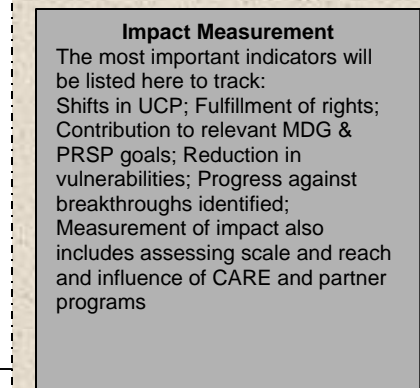 Impact Measurement
The most important indicators will
be listed here to track:
Shifts in UCP; Fulfillment of rights;
Contribution to relevant MDG &
PRSP goals; Reduction in
vulnerabilities; Progress against
breakthroughs identified;
Measurement of impact also
includes assessing scale and reach
and influence of CARE and partner
programs